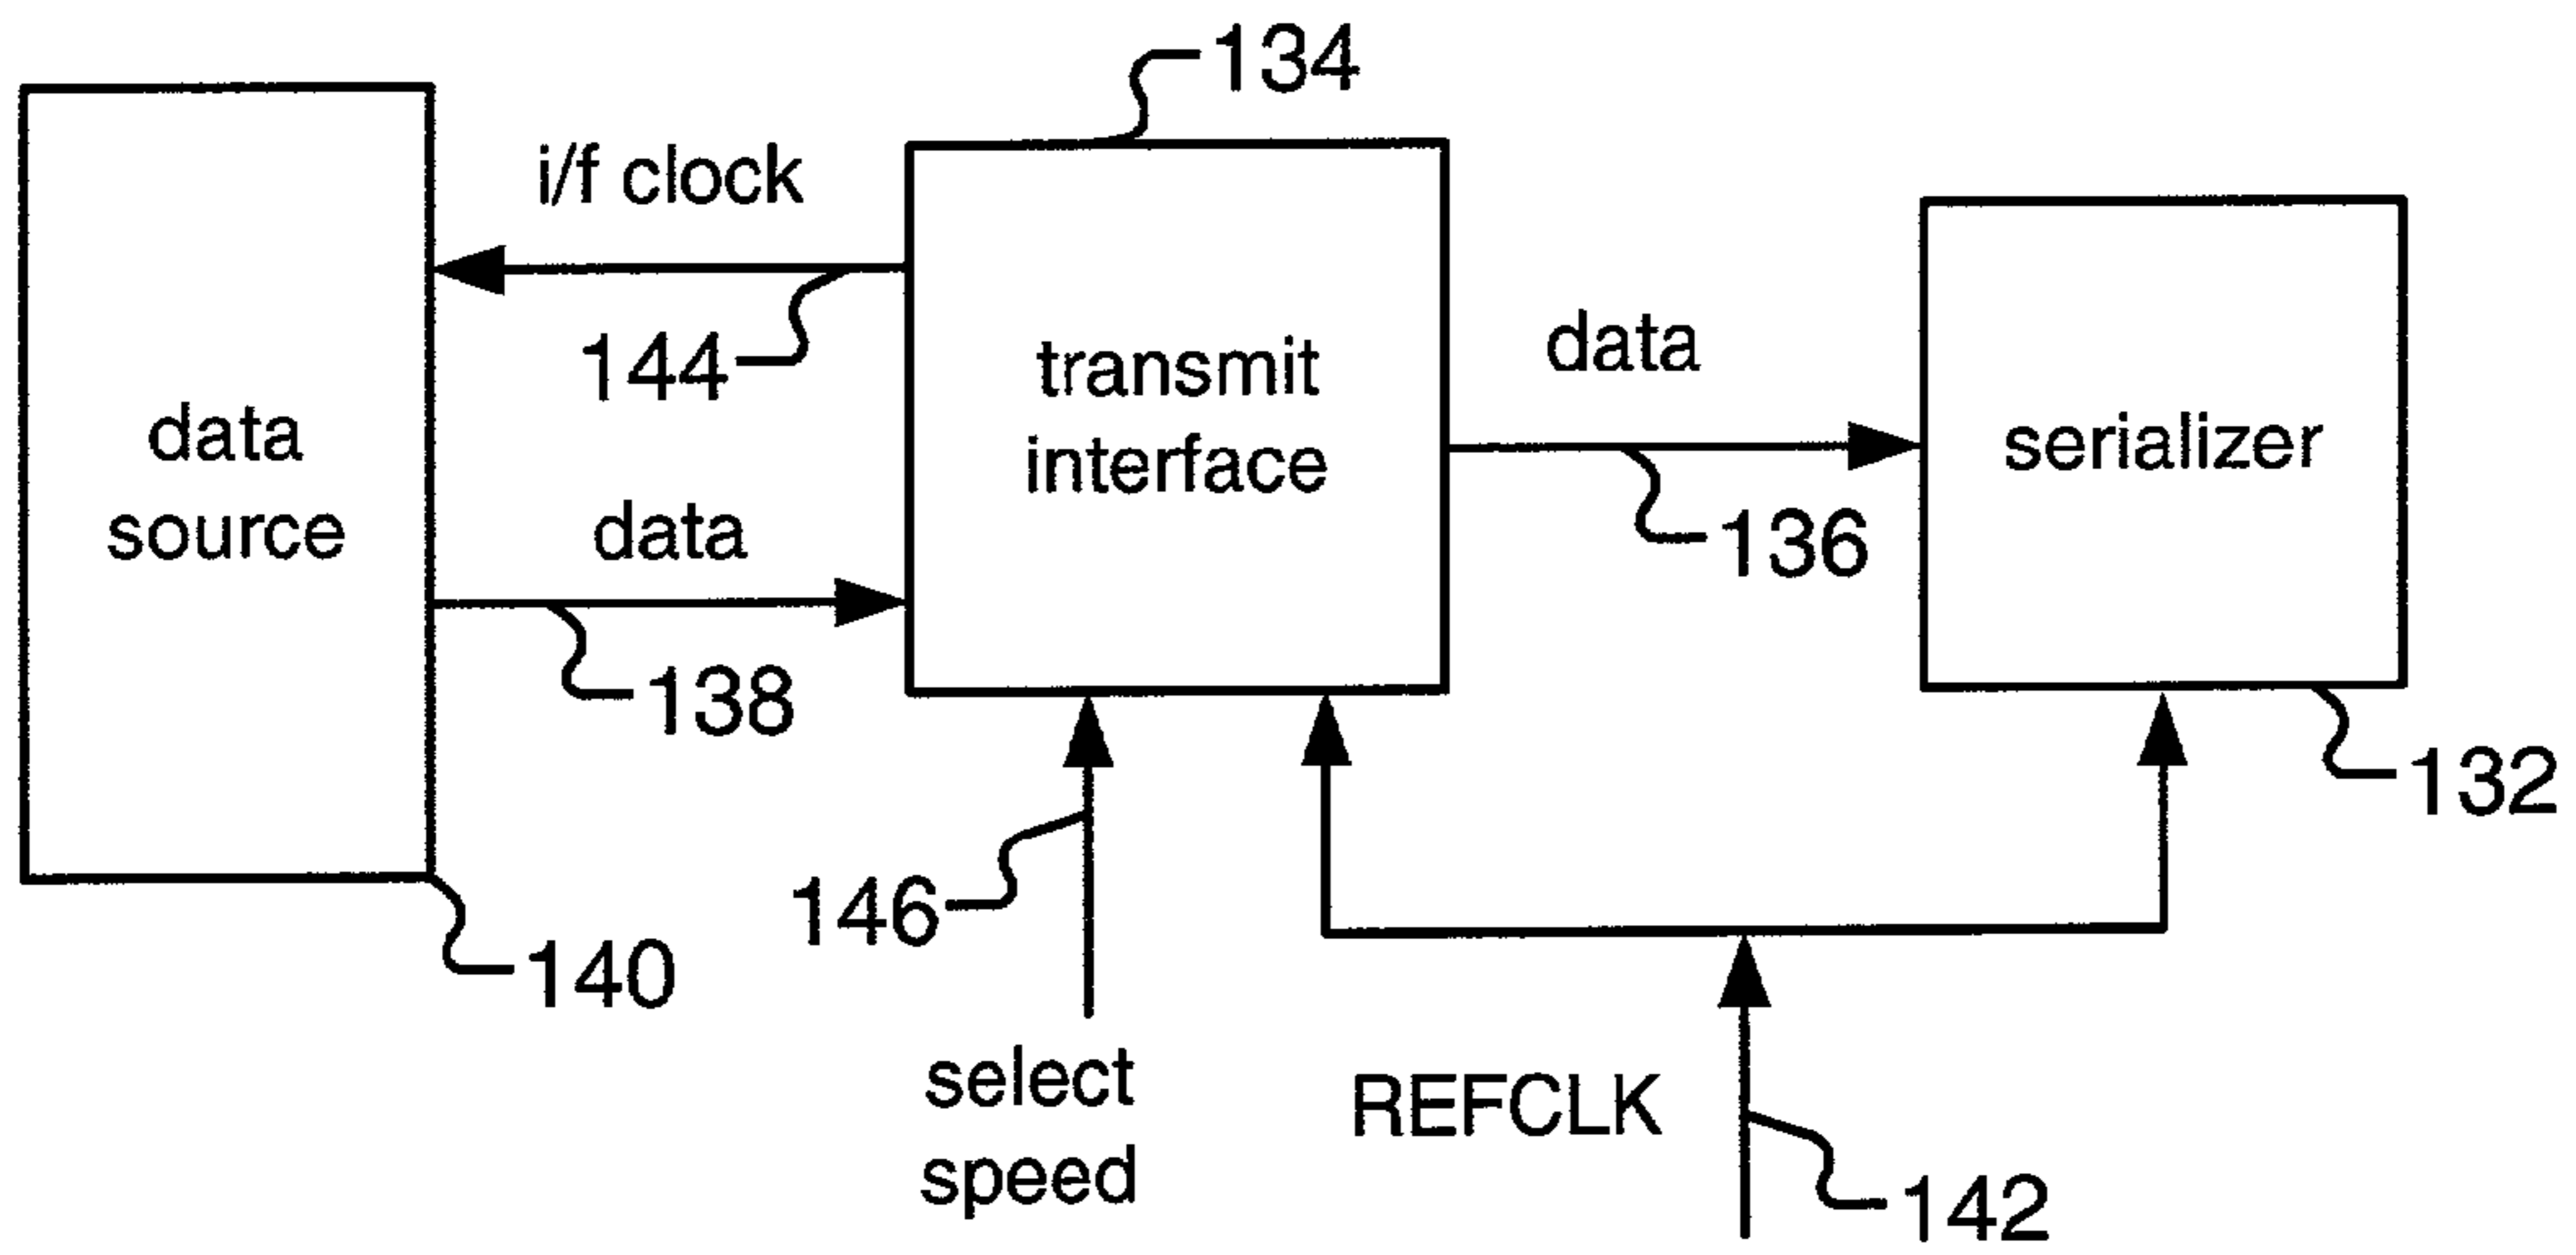 134
i/f clock
144
transmit
interface
data
serializer
data
source
data
136
138
132
146
140
select
speed
REFCLK
142